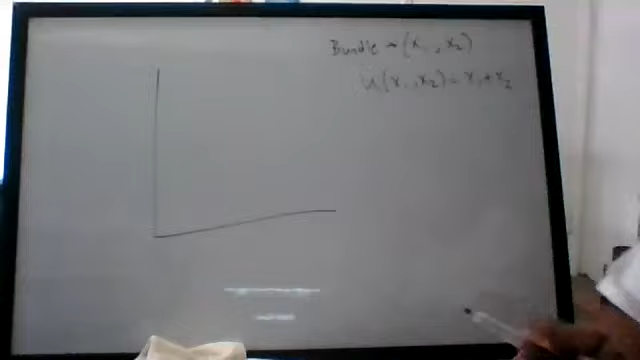 Bundle → (x₁, x₂)
u(x₁, x₂) = x₁ + x₂